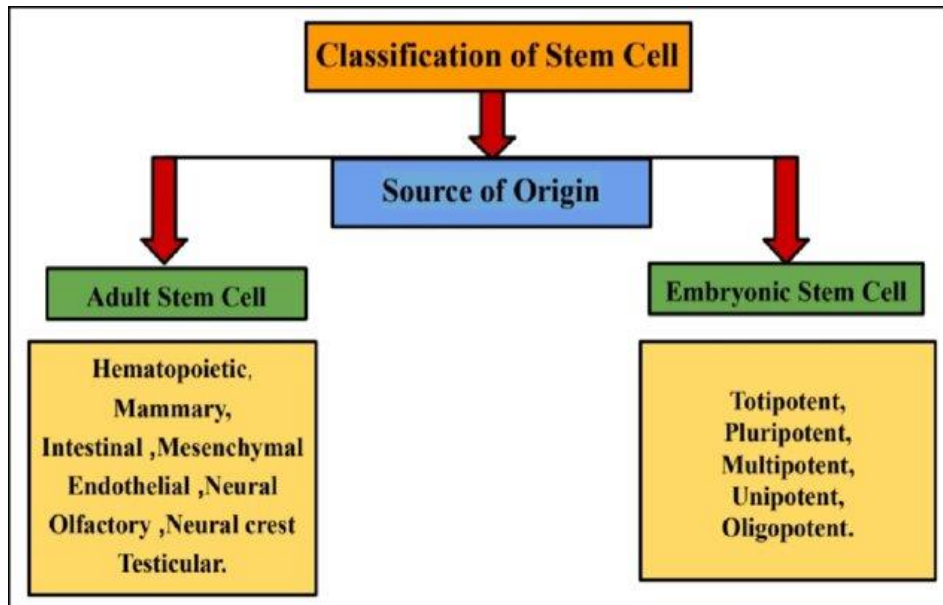 Classification of Stem Cell
Source of Origin
Adult Stem Cell
Hematopoietic,
Mammary,
Intestinal ,Mesenchymal
Endothelial ,Neural
Olfactory ,Neural crest
Testicular.
Embryonic Stem Cell
Totipotent,
Pluripotent,
Multipotent,
Unipotent,
Oligopotent.